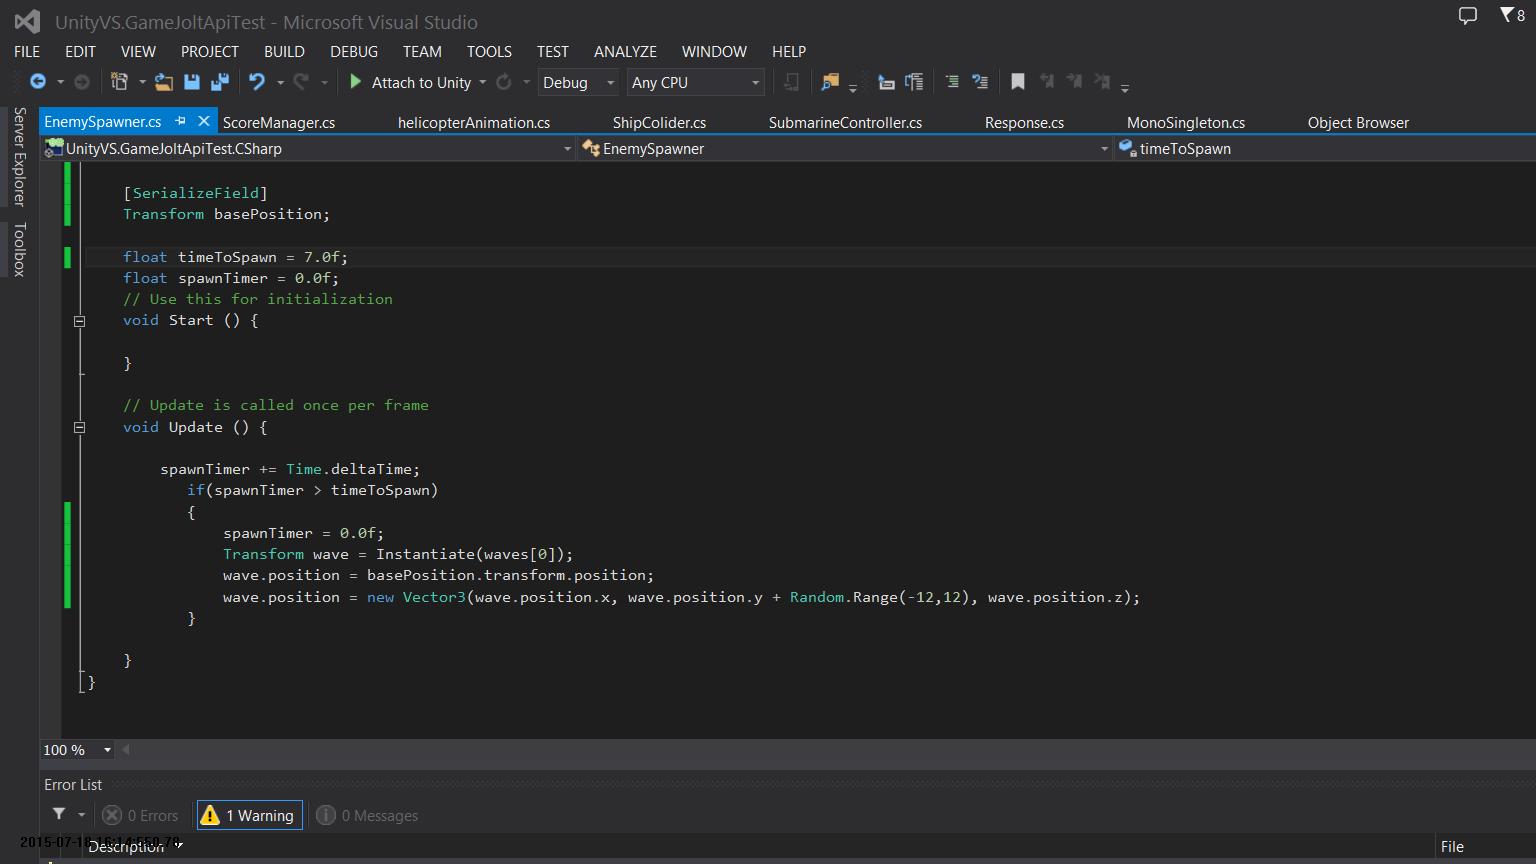 UnityVS.GameJoltApiTest - Microsoft Visual Studio
8
FILE EDIT VIEW PROJECT BUILD DEBUG TEAM TOOLS TEST ANALYZE WINDOW HELP
Attach to Unity Debug Any CPU
Server Explorer
Toolbox
EnemySpawner.cs ScoreManager.cs helicopterAnimation.cs ShipColider.cs SubmarineController.cs Response.cs MonoSingleton.cs Object Browser
UnityVS.GameJoltApiTest.CSharp EnemySpawner timeToSpawn
[SerializeField]
Transform basePosition;
float timeToSpawn = 7.0f;
float spawnTimer = 0.0f;
// Use this for initialization
void Start () {
}
// Update is called once per frame
void Update () {
spawnTimer += Time.deltaTime;
if(spawnTimer > timeToSpawn)
{
spawnTimer = 0.0f;
Transform wave = Instantiate(waves[0]);
wave.position = basePosition.transform.position;
wave.position = new Vector3(wave.position.x, wave.position.y + Random.Range(-12,12), wave.position.z);
}
}
}
100 %
Error List
0 Errors 1 Warning 0 Messages
Description File